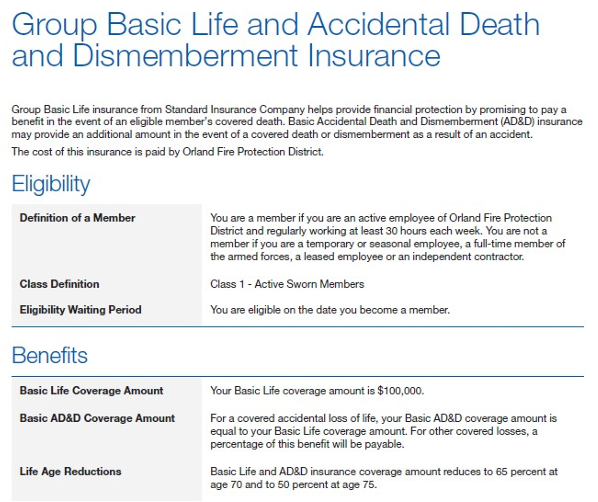 Group Basic Life and Accidental Death
and Dismemberment Insurance
Group Basic Life insurance from Standard Insurance Company helps provide financial protection by promising to pay a
benefit in the event of an eligible member's covered death. Basic Accidental Death and Dismemberment (AD&D) insurance
may provide an additional amount in the event of a covered death or dismemberment as a result of an accident.
The cost of this insurance is paid by Orland Fire Protection District.
Eligibility
Definition of a Member
You are a member if you are an active employee of Orland Fire Protection
District and regularly working at least 30 hours each week. You are not a
member if you are a temporary or seasonal employee, a full-time member of
the armed forces, a leased employee or an independent contractor.
Class Definition
Class 1 - Active Sworn Members
Eligibility Waiting Period
You are eligible on the date you become a member.
Benefits
Basic Life Coverage Amount
Your Basic Life coverage amount is $100,000.
Basic AD&D Coverage Amount
For a covered accidental loss of life, your Basic AD&D coverage amount is
equal to your Basic Life coverage amount. For other covered losses, a
percentage of this benefit will be payable.
Life Age Reductions
Basic Life and AD&D insurance coverage amount reduces to 65 percent at
age 70 and to 50 percent at age 75.